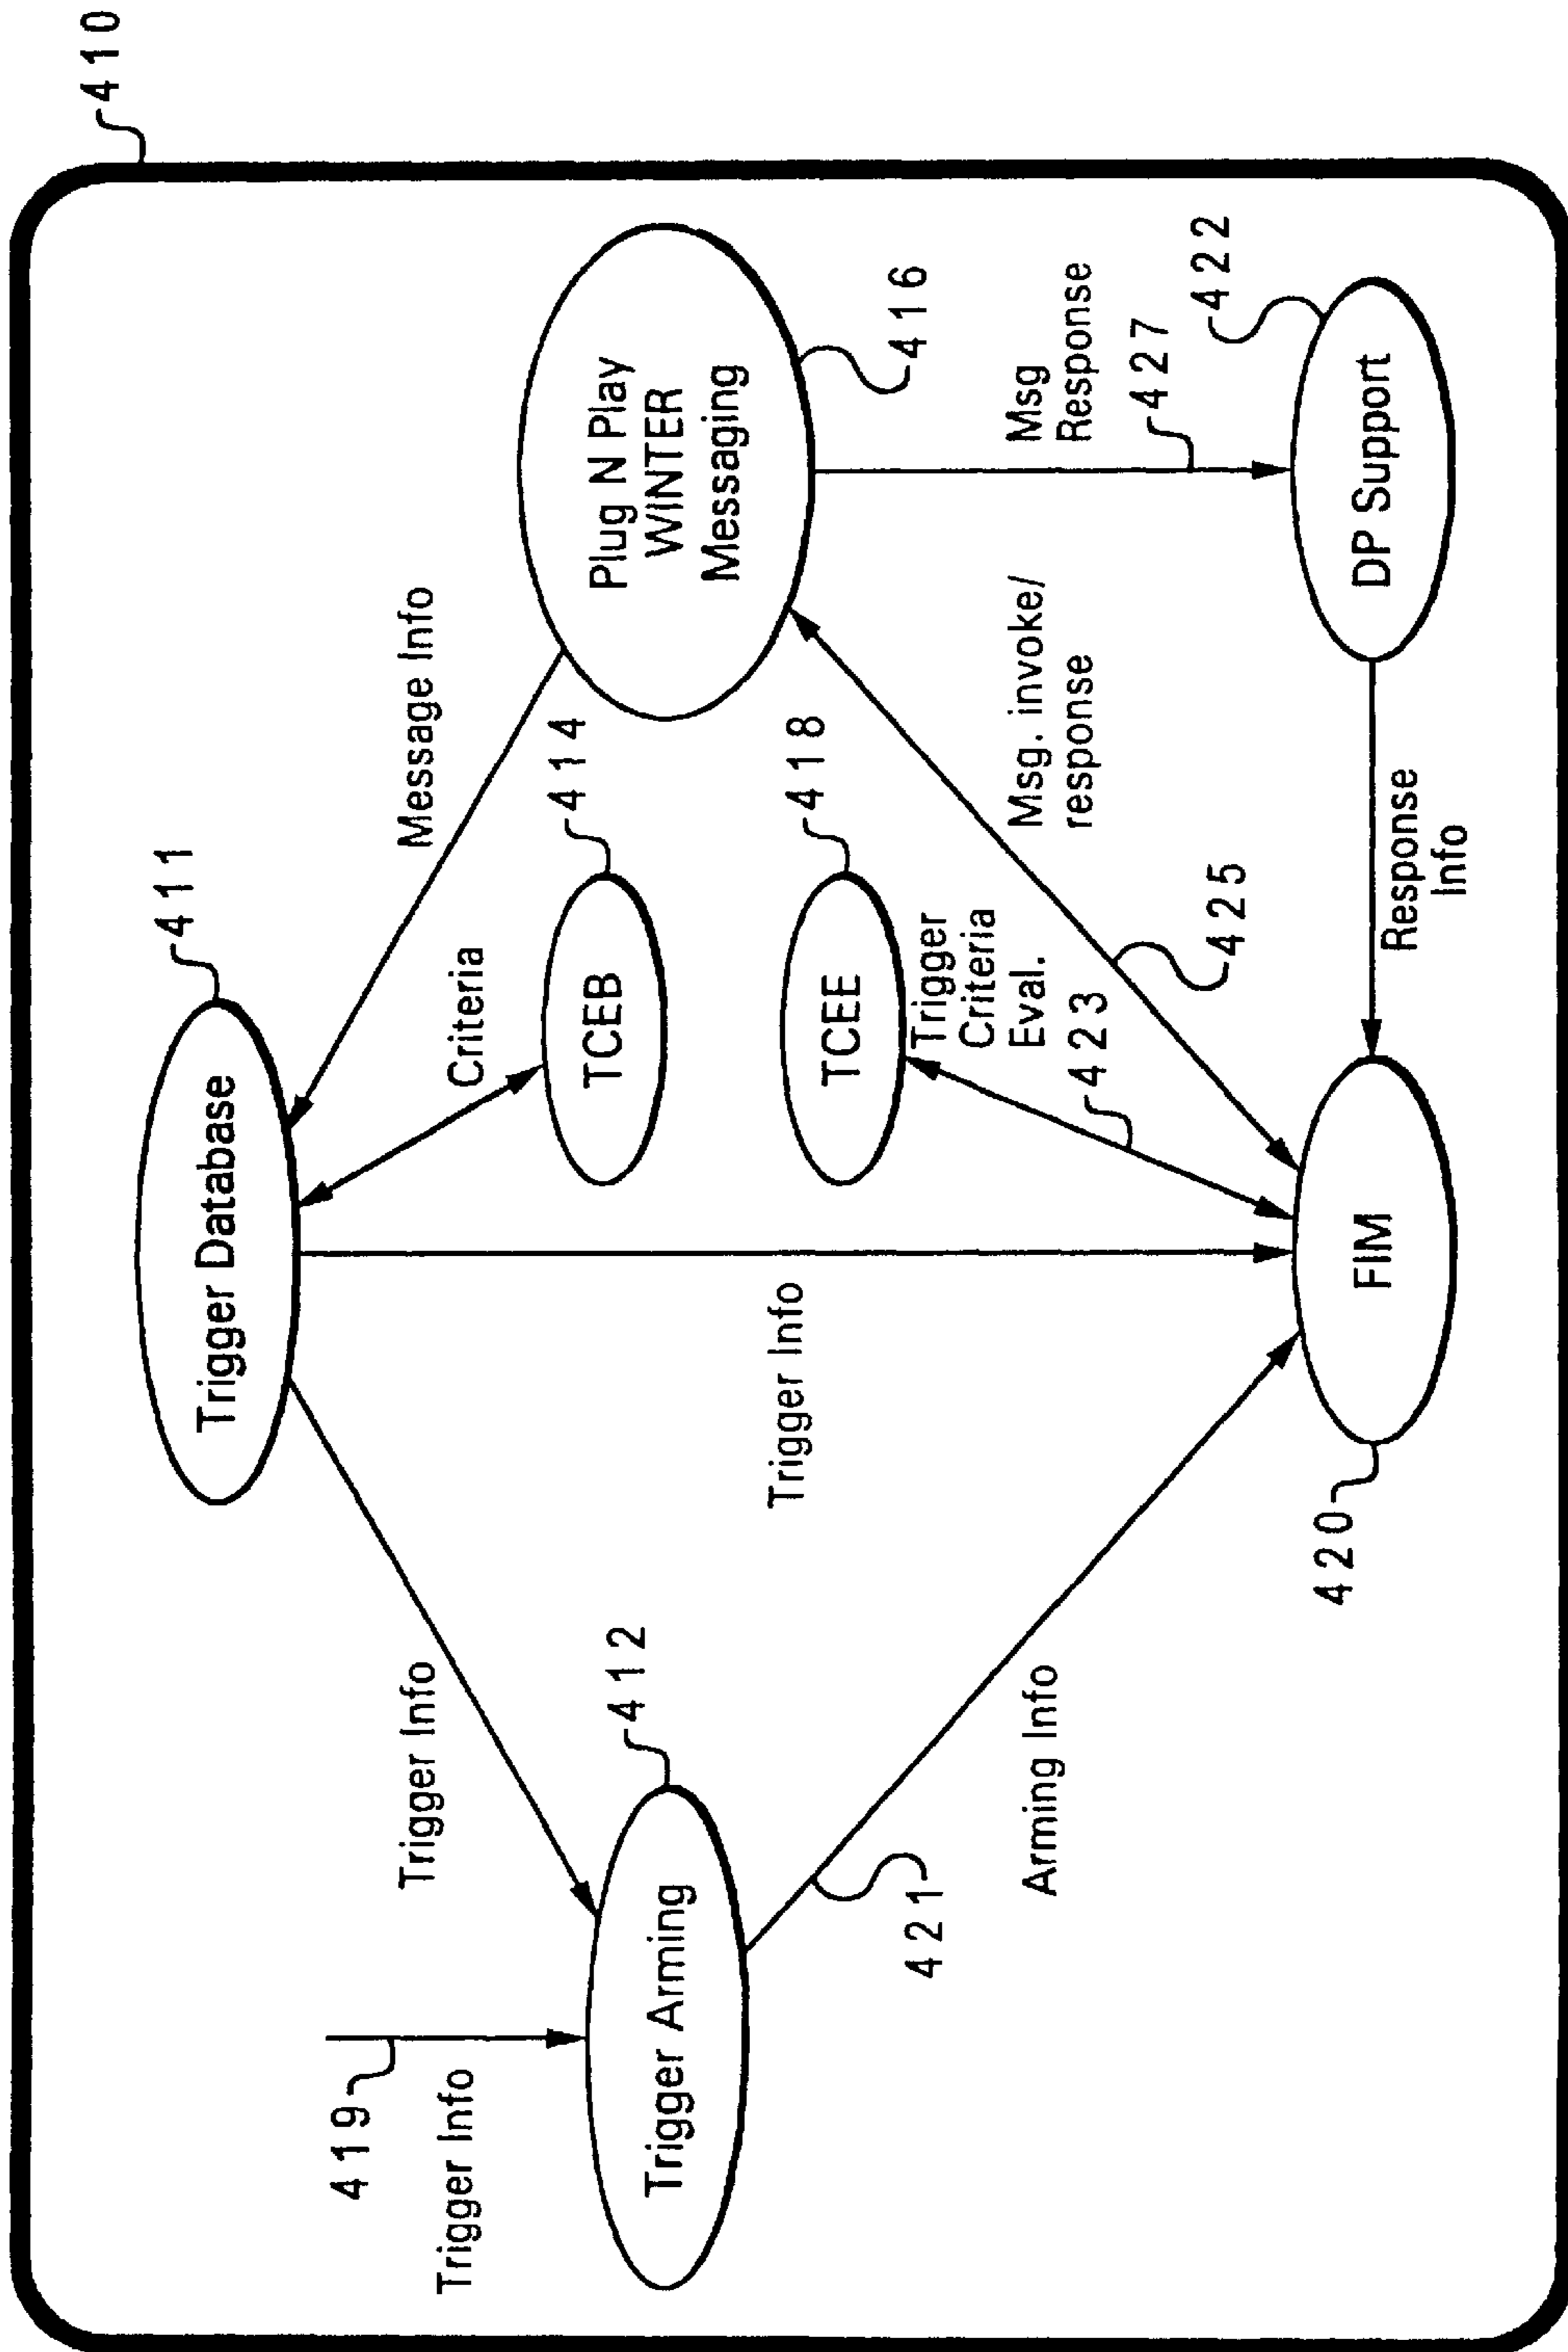 410
411
Trigger Database
Message Info
Trigger Info
419
Trigger Info
Criteria
414
TCEB
Plug N Play
WINTER
Messaging
412
Trigger Arming
Trigger Info
418
TCEE
416
Trigger
Criteria
Eval.
423
Msg. invoke/
response
Msg
Response
427
421
Arming Info
425
422
420
FIM
Response
Info
DP Support